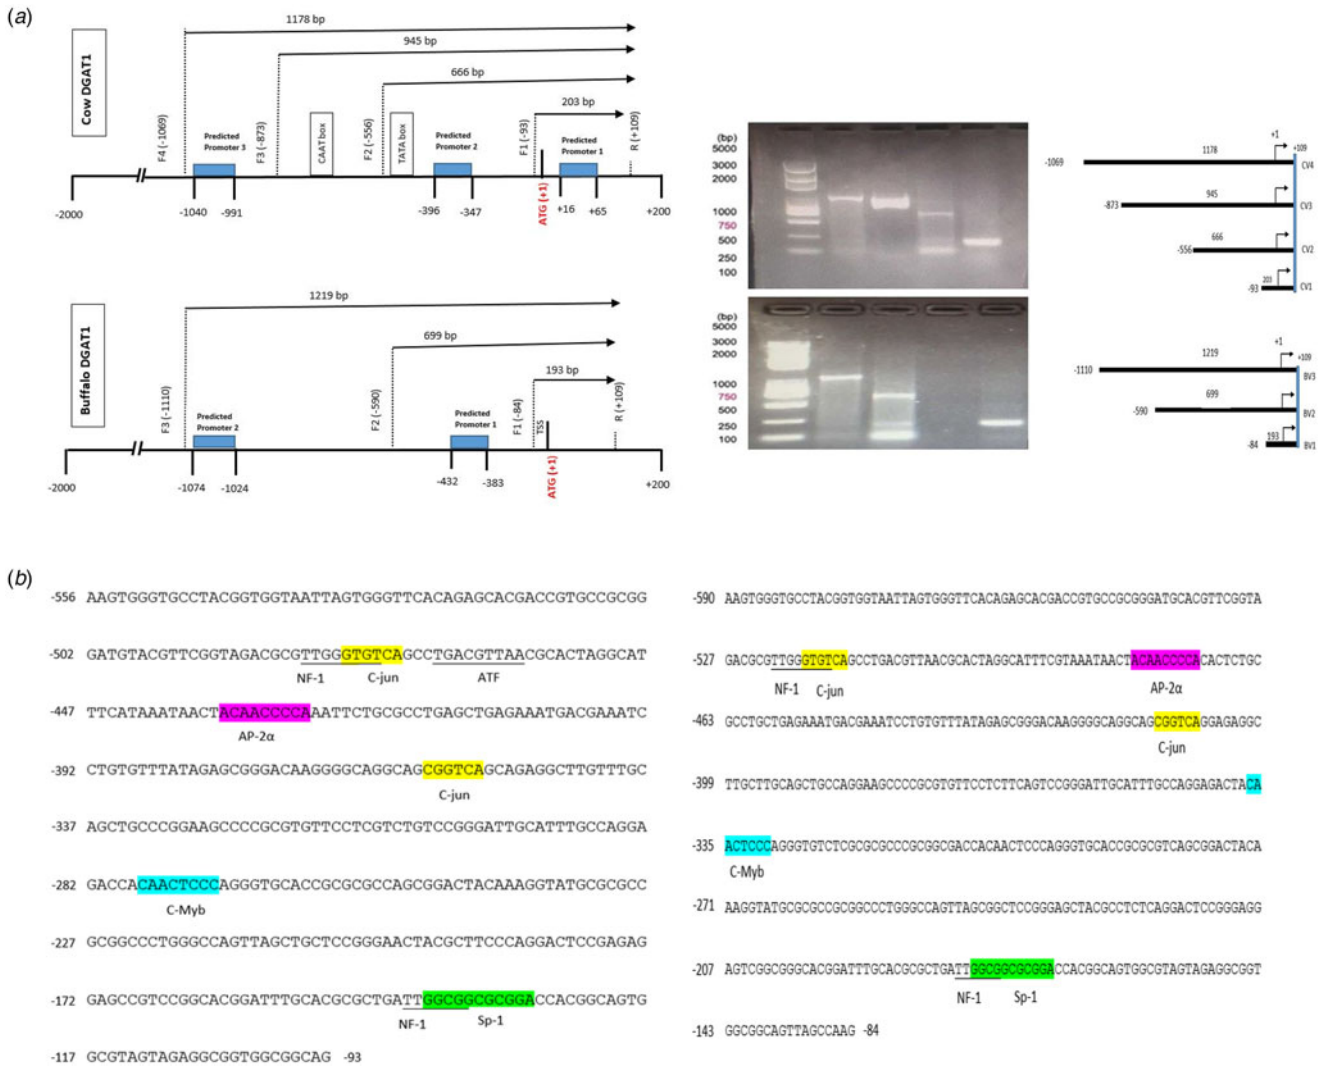 (a)
Cow DGAT1
1178 bp
945 bp
666 bp
203 bp
F4 (-1069)
Predicted Promoter 3
F3 (-873)
CAAT box
F2 (-556)
TATA box
Predicted Promoter 2
F1 (-93)
Predicted Promoter 1
R (+109)
-2000
-1040
-991
-396
-347
ATG (+1)
+16
+65
+200
Buffalo DGAT1
1219 bp
699 bp
193 bp
F3 (-1110)
Predicted Promoter 2
F2 (-590)
Predicted Promoter 1
F1 (-84)
TSS
R (+109)
-2000
-1074
-1024
-432
-383
ATG (+1)
+200
(bp)
5000
3000
2000
1000
750
500
250
100
(bp)
5000
3000
2000
1000
750
500
250
100
+1
+109
-1069
1178
CV4
-873
945
CV3
-556
666
CV2
-93
203
CV1
+1
+109
-1110
1219
BV3
-590
699
BV2
-84
193
BV1
(b)
-556 AAGTGGGTGCCTACGGTGGTAATTAGTGGGTTCACAGAGCACGACCGTGCCGCGG
-502 GATGTACGTTCGGTAGACGCGTTGGGTGTCAGCCTGACGTTAACGCACTAGGCAT
NF-1 C-jun ATF
-447 TTCATAAATAACTACAACCCCAAATTCTGCGCCTGAGCTGAGAAATGACGAAATC
AP-2α
-392 CTGTGTTTATAGAGCGGGACAAGGGGCAGGCAGCGGTCAGCAGAGGCTTGTTTGC
C-jun
-337 AGCTGCCCGGAAGCCCCGCGTGTTCCTCGTCTGTCCGGGATTGCATTTGCCAGGA
-282 GACCACAACTCCCAGGGTGCACCGCGCGCCAGCGGACTACAAAGGTATGCGCGCC
C-Myb
-227 GCGGCCCTGGGCCAGTTAGCTGCTCCGGGAACTACGCTTCCCAGGACTCCGAGAG
-172 GAGCCGTCCGGCACGGATTTGCACGCGCTGATTGGCGGCGCGGACCACGGCAGTG
NF-1 Sp-1
-117 GCGTAGTAGAGGCGGTGGCGGCAG -93
-590 AAGTGGGTGCCTACGGTGGTAATTAGTGGGTTCACAGAGCACGACCGTGCCGCGGGATGCACGTTCGGTA
-527 GACGCGTTGGGTGTCAGCCTGACGTTAACGCACTAGGCATTTCGTAAATAACTACAACCCCACACTCTGC
NF-1 C-jun AP-2α
-463 GCCTGCTGAGAAATGACGAAATCCTGTGTTTATAGAGCGGGACAAGGGGCAGGCAGCGGTCAGGAGAGGC
C-jun
-399 TTGCTTGCAGCTGCCAGGAAGCCCCGCGTGTTCCTCTTCAGTCCGGGATTGCATTTGCCAGGAGACTACA
-335 ACTCCCAGGGTGTCTCGCGCGCCCGCGGCGACCACAACTCCCAGGGTGCACCGCGCGTCAGCGGACTACA
C-Myb
-271 AAGGTATGCGCGCCGCGGCCCTGGGCCAGTTAGCGGCTCCGGGAGCTACGCCTCTCAGGACTCCGGGAGG
-207 AGTCGGCGGGCACGGATTTGCACGCGCTGATTGGCGGCGCGGACCACGGCAGTGGCGTAGTAGAGGCGGT
NF-1 Sp-1
-143 GGCGGCAGTTAGCCAAG -84